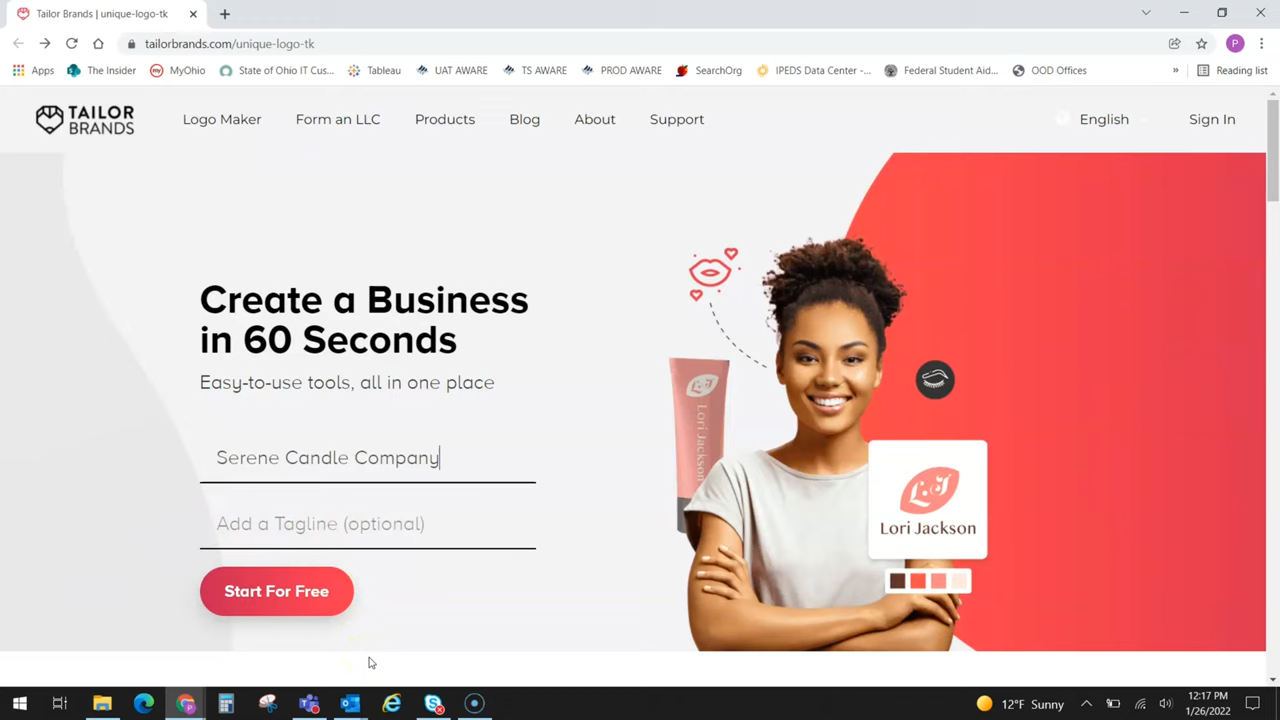 Tailor Brands | unique-logo-tk
tailorbrands.com/unique-logo-tk
P
Apps
The Insider
MyOhio
State of Ohio IT Cus...
Tableau
UAT AWARE
TS AWARE
PROD AWARE
SearchOrg
IPEDS Data Center -...
Federal Student Aid...
OOD Offices
»
Reading list
TAILOR
BRANDS
Logo Maker
Form an LLC
Products
Blog
About
Support
English
Sign In
Create a Business
in 60 Seconds
Easy-to-use tools, all in one place
Serene Candle Company
Add a Tagline (optional)
Start For Free
LJ
Lori Jackson
LJ
Lori Jackson
12°F Sunny
12:17 PM
1/26/2022